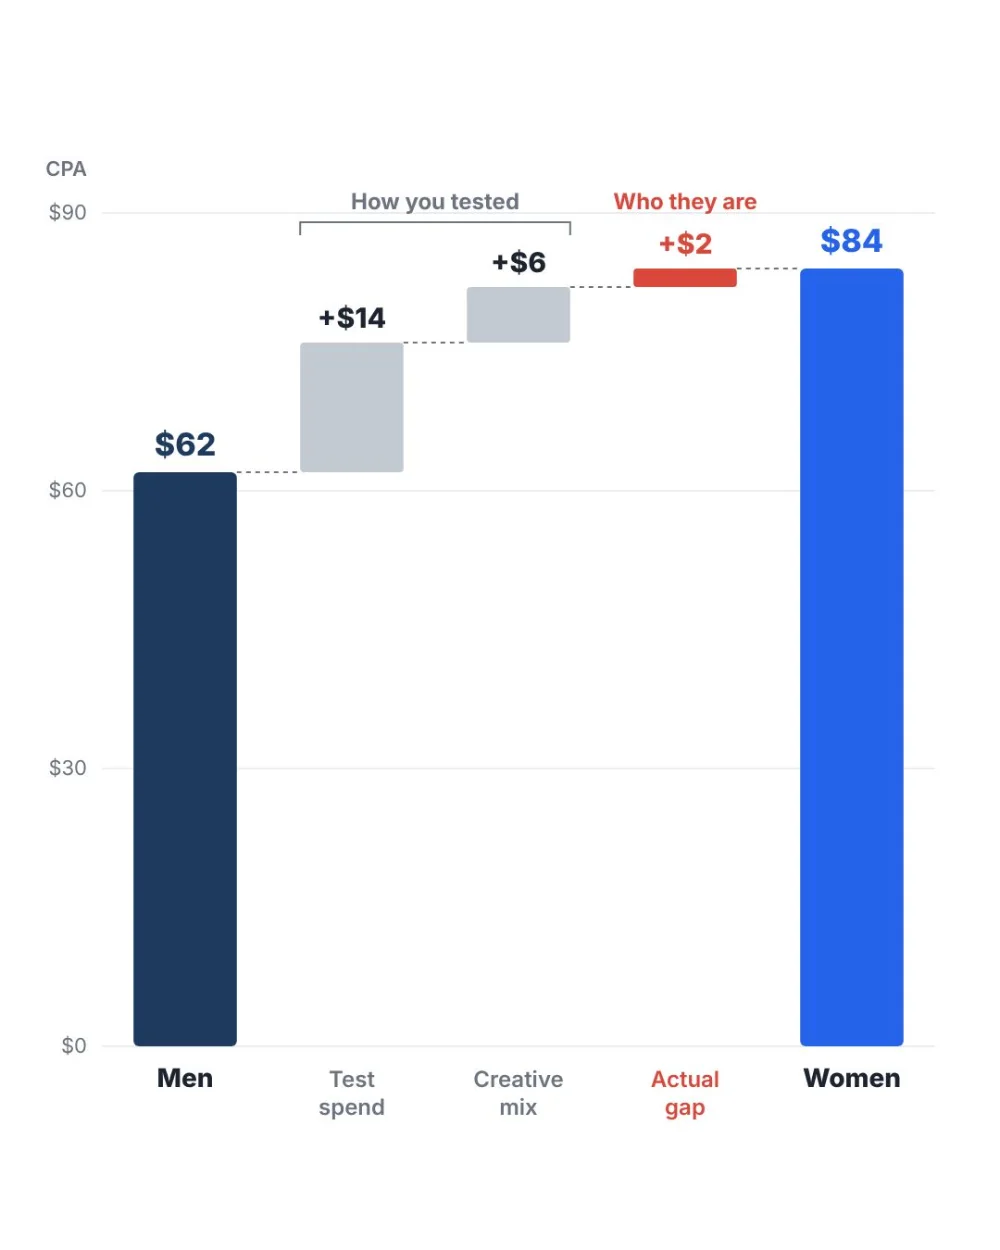 CPA
$90
How you tested
Who they are
+$2
$84
+$6
+$14
$62
$60
$30
$0
Men
Test
spend
Creative
mix
Actual
gap
Women